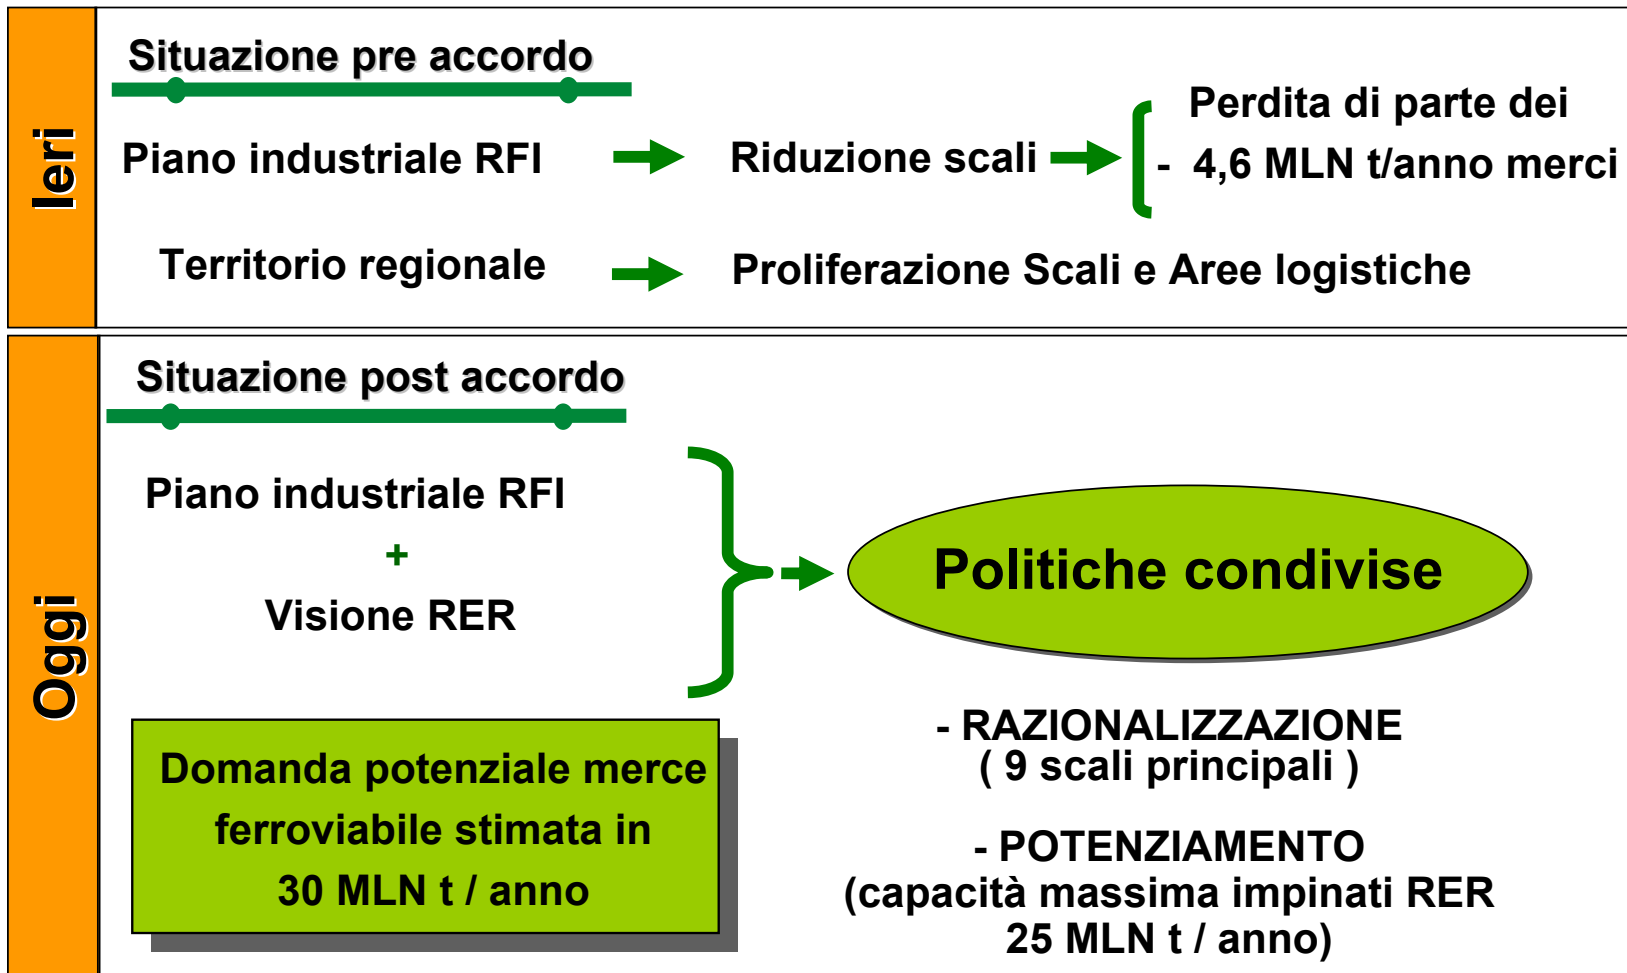 Ieri
Situazione pre accordo
Piano industriale RFI
Riduzione scali
Perdita di parte dei
- 4,6 MLN t/anno merci
Territorio regionale
Proliferazione Scali e Aree logistiche
Oggi
Situazione post accordo
Piano industriale RFI
+
Visione RER
Politiche condivise
Domanda potenziale merce
ferroviabile stimata in
30 MLN t / anno
- RAZIONALIZZAZIONE
( 9 scali principali )
- POTENZIAMENTO
(capacità massima impinati RER
25 MLN t / anno)